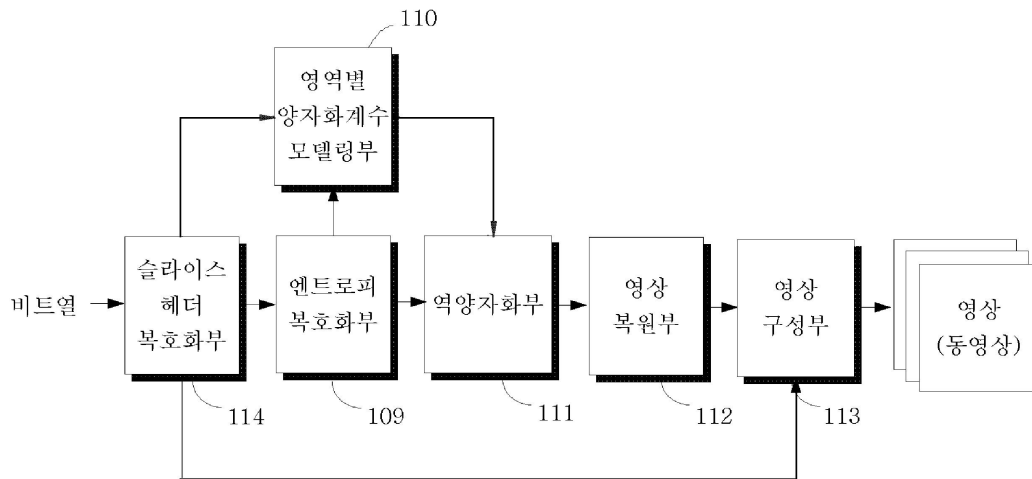 110
영역별
양자화계수
모델링부
비트열
슬라이스
헤더
복호화부
114
엔트로피
복호화부
109
역양자화부
111
영상
복원부
112
영상
구성부
113
영상
(동영상)